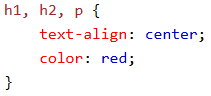 h1, h2, p {
    text-align: center;
    color: red;
}